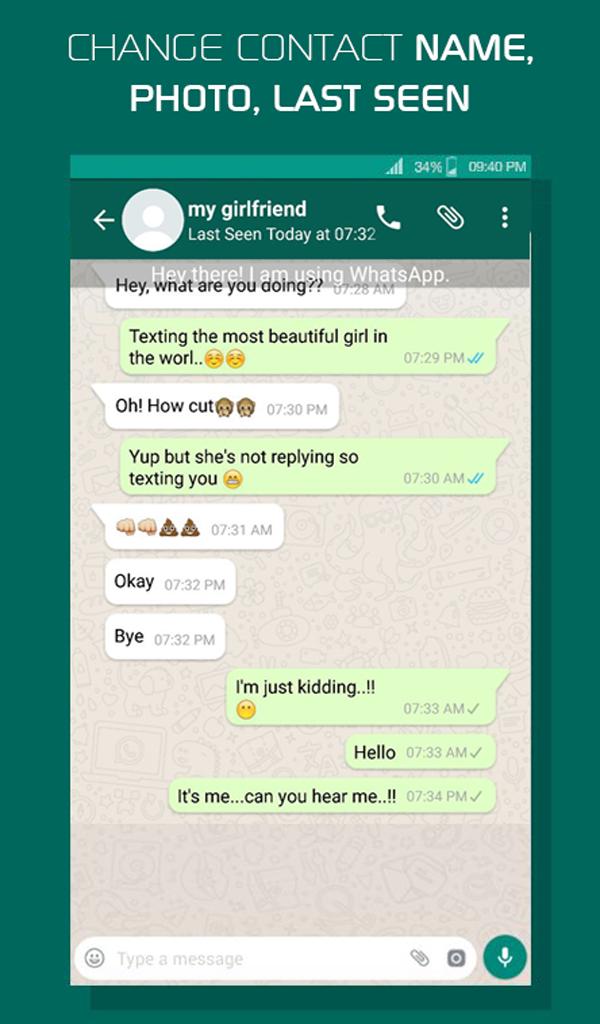 CHANGE CONTACT NAME,
PHOTO, LAST SEEN
34% 09:40 PM
my girlfriend
Last Seen Today at 07:32
Hey there! I am using WhatsApp.
Hey, what are you doing?? 07:28 AM
Texting the most beautiful girl in
the worl.. 07:29 PM
Oh! How cut 07:30 PM
Yup but she's not replying so
texting you 07:30 AM
07:31 AM
Okay 07:32 PM
Bye 07:32 PM
I'm just kidding..!!
07:33 AM
Hello 07:33 AM
It's me...can you hear me..!! 07:34 PM
Type a message